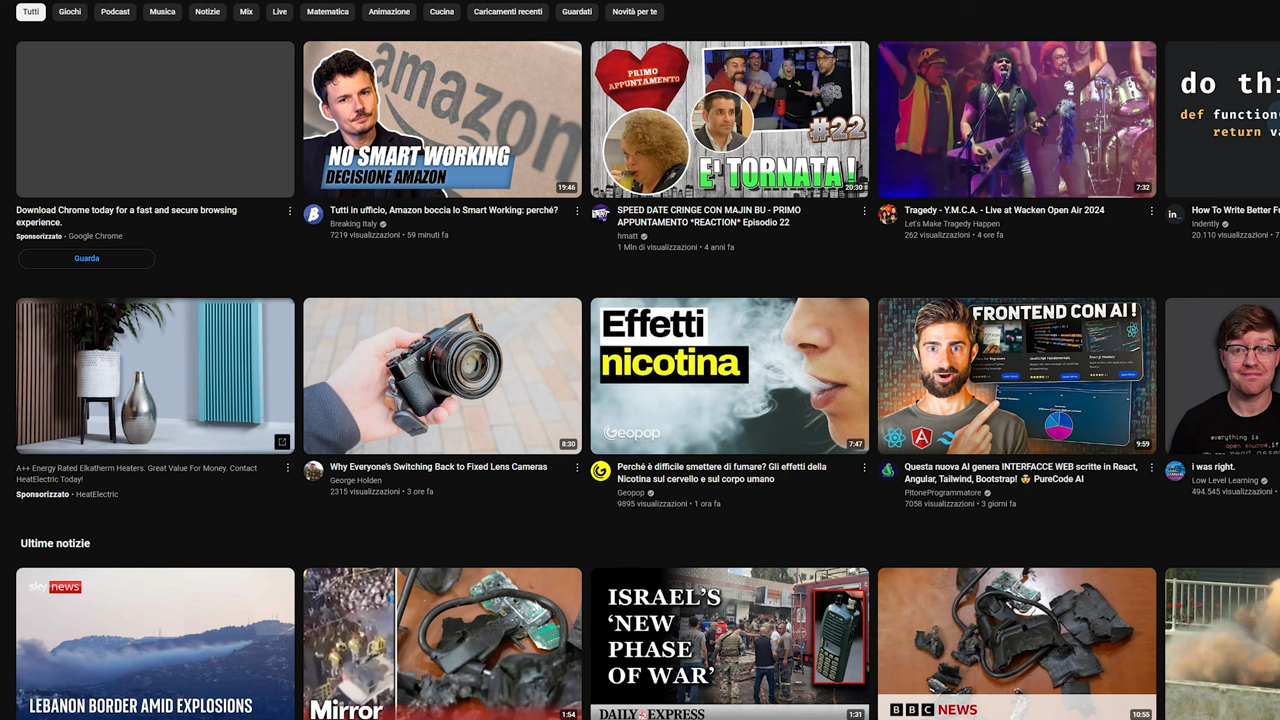 Tutti
Giochi
Podcast
Musica
Notizie
Mix
Live
Matematica
Animazione
Cucina
Caricamenti recenti
Guardati
Novità per te
amazon
NO SMART WORKING
DECISIONE AMAZON
19:46
PRIMO
APPUNTAMENTO
#22
E' TORNATA !
20:30
7:32
do thi
def function
return va
Download Chrome today for a fast and secure browsing
experience.
Sponsorizzato • Google Chrome
Guarda
Tutti in ufficio, Amazon boccia lo Smart Working: perché?
Breaking Italy
7219 visualizzazioni • 59 minuti fa
SPEED DATE CRINGE CON MAJIN BU - PRIMO
APPUNTAMENTO *REACTION* Episodio 22
hmatt
1 Mln di visualizzazioni • 4 anni fa
Tragedy - Y.M.C.A. - Live at Wacken Open Air 2024
Let's Make Tragedy Happen
262 visualizzazioni • 4 ore fa
in_
How To Write Better F
Indently
20.110 visualizzazioni • 7
8:30
Effetti
nicotina
Geopop
7:47
FRONTEND CON AI !
9:59
everything is
open source.if
A++ Energy Rated Elkatherm Heaters. Great Value For Money. Contact
HeatElectric Today!
Sponsorizzato • HeatElectric
Why Everyone's Switching Back to Fixed Lens Cameras
George Holden
2315 visualizzazioni • 3 ore fa
Perché è difficile smettere di fumare? Gli effetti della
Nicotina sul cervello e sul corpo umano
Geopop
9895 visualizzazioni • 1 ora fa
Questa nuova AI genera INTERFACCE WEB scritte in React,
Angular, Tailwind, Bootstrap! 🤯 PureCode AI
PitoneProgrammatore
7058 visualizzazioni • 3 giorni fa
i was right.
Low Level Learning
494.545 visualizzazioni •
Ultime notizie
sky news
LEBANON BORDER AMID EXPLOSIONS
Mirror
1:54
ISRAEL'S
'NEW
PHASE
OF WAR'
DAILY EXPRESS
1:31
BBC NEWS
10:55